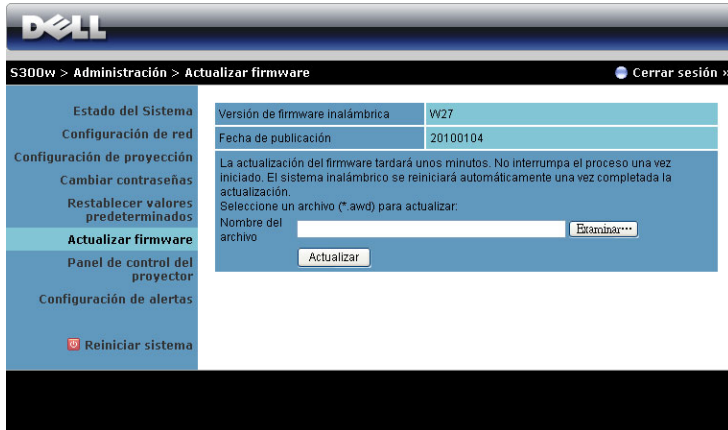 DELL
S300w > Administración > Actualizar firmware
Cerrar sesión »
Estado del Sistema
Configuración de red
Configuración de proyección
Cambiar contraseñas
Restablecer valores
predeterminados
Actualizar firmware
Panel de control del
proyector
Configuración de alertas
Reiniciar sistema
Versión de firmware inalámbrica W27
Fecha de publicación 20100104
La actualización del firmware tardará unos minutos. No interrumpa el proceso una vez
iniciado. El sistema inalámbrico se reiniciará automáticamente una vez completada la
actualización.
Seleccione un archivo (*.awd) para actualizar:
Nombre del
archivo
Examinar...
Actualizar